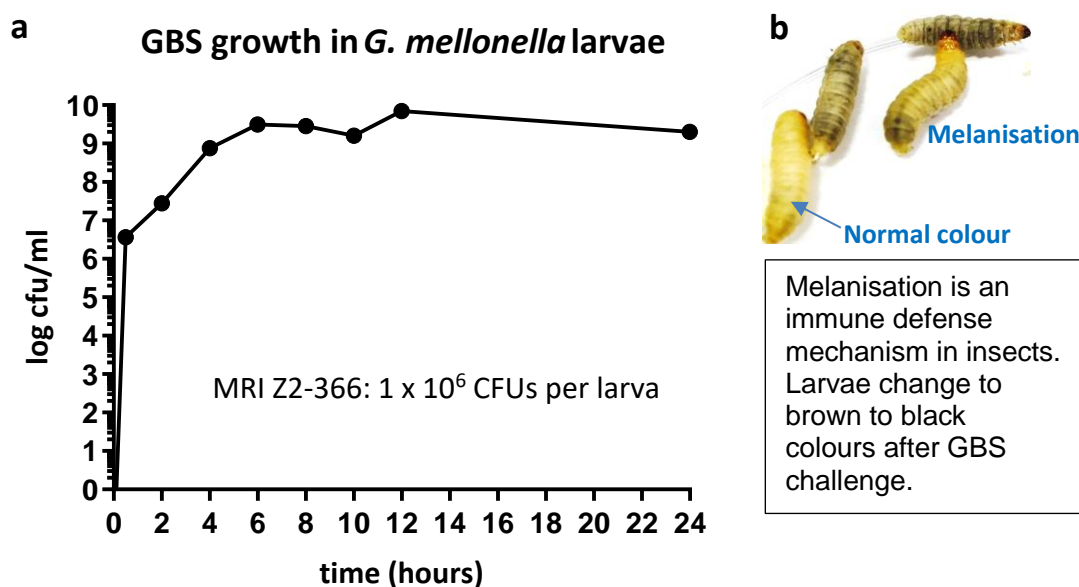 a
GBS growth in G. mellonella larvae
10
9
8
7
6
5
4
3
2
1
0
log cfu/ml
MRI Z2-366: 1 x 10⁶ CFUs per larva
0 2 4 6 8 10 12 14 16 18 20 22 24
time (hours)
b
Melanisation
Normal colour
Melanisation is an
immune defense
mechanism in insects.
Larvae change to
brown to black
colours after GBS
challenge.